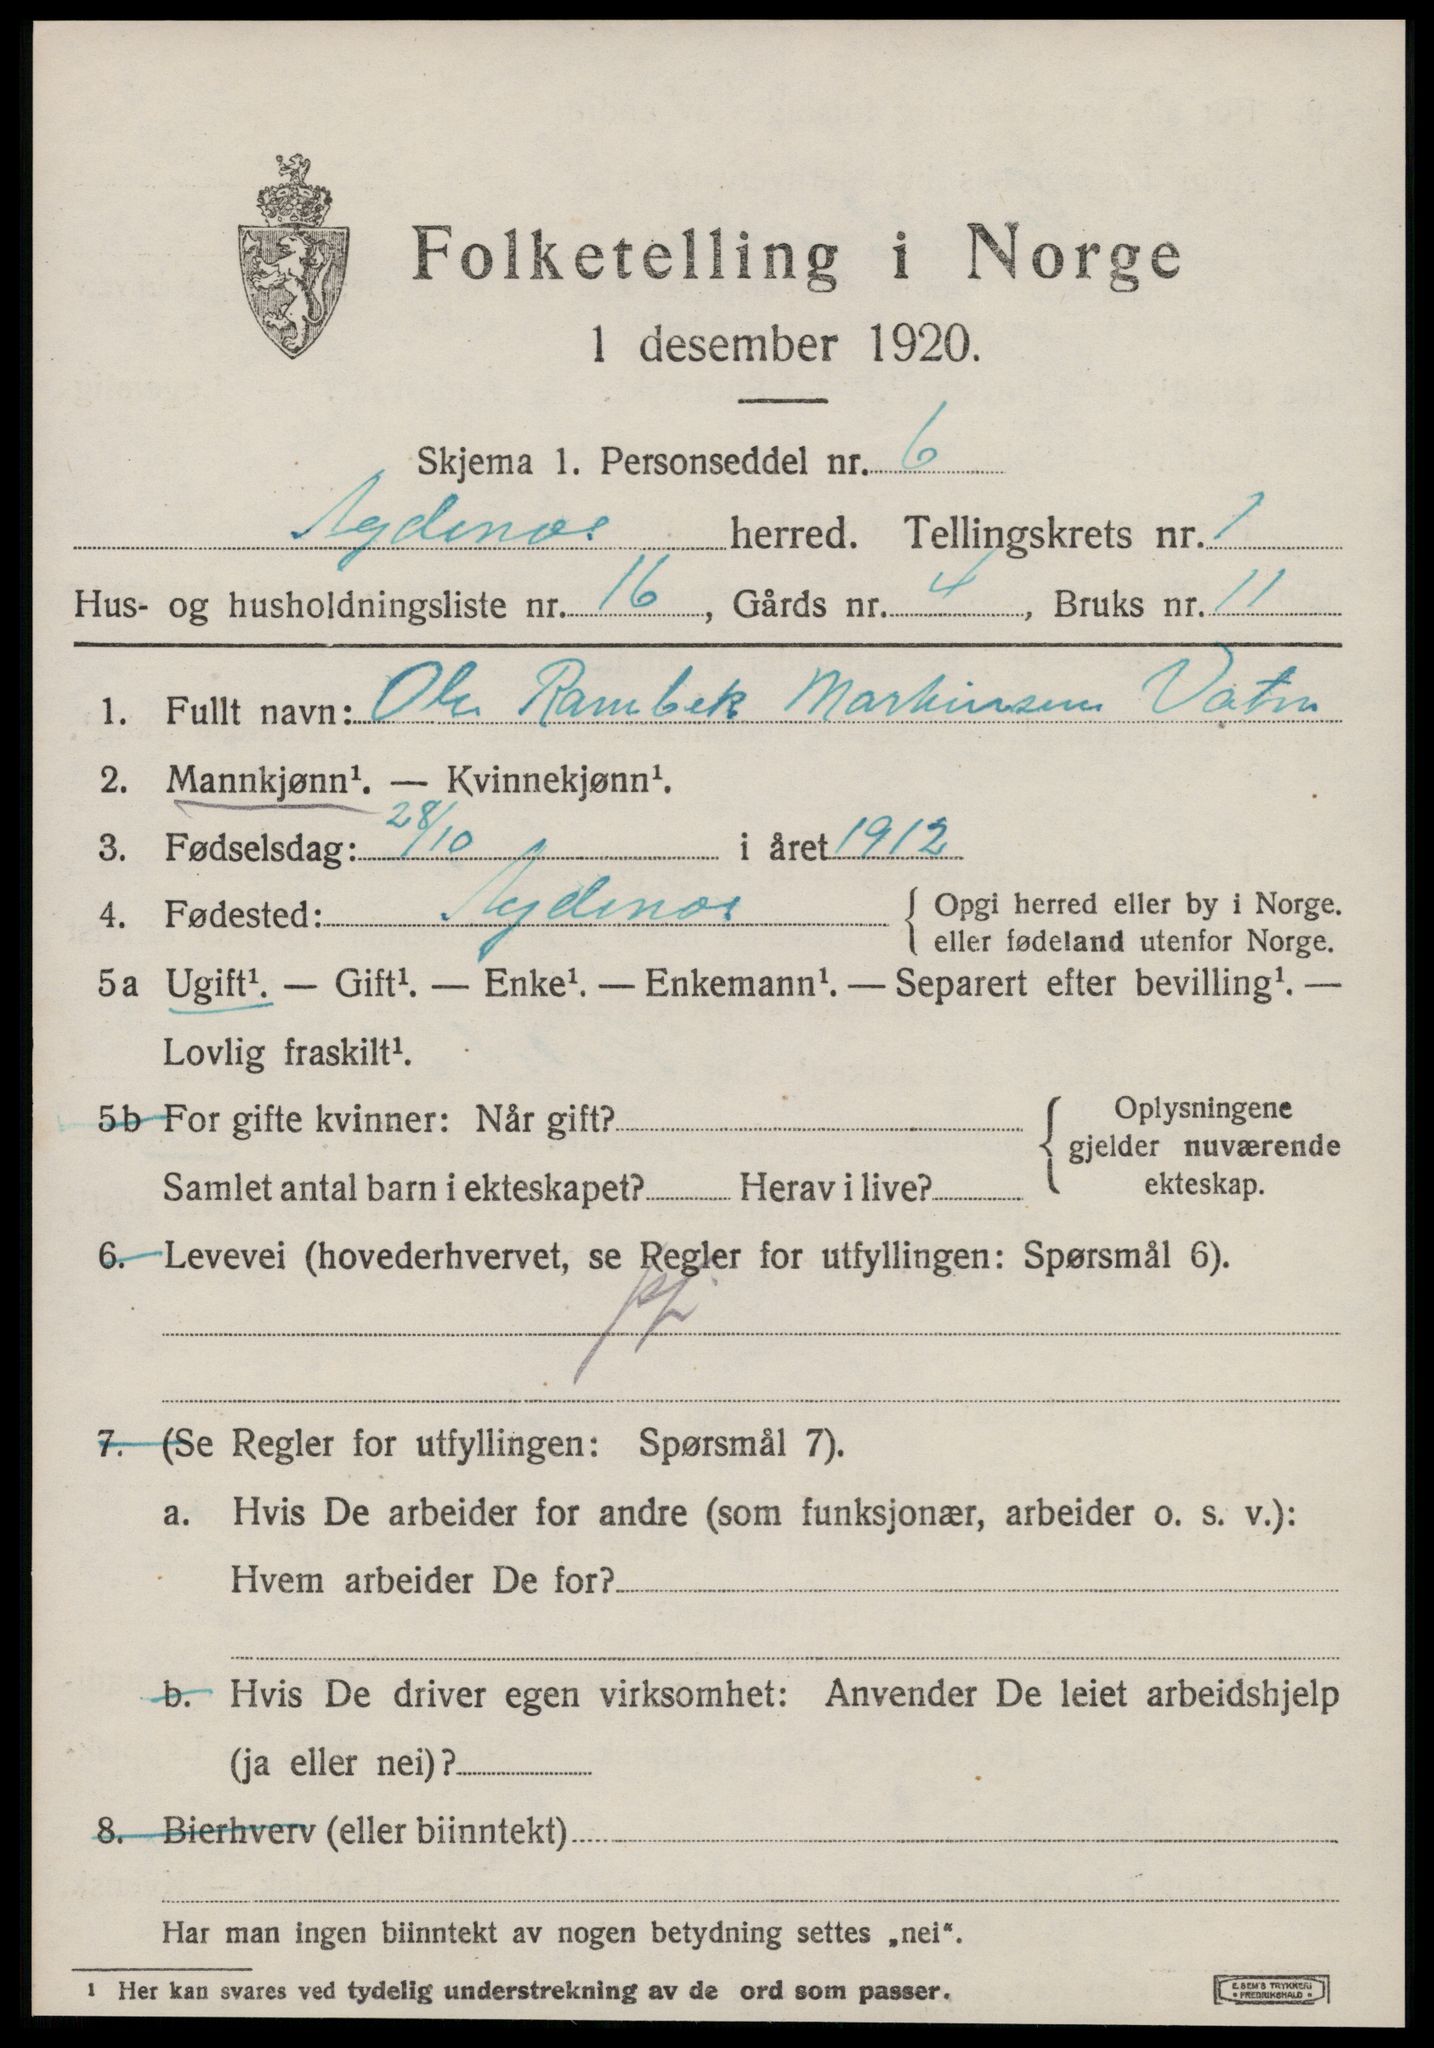 Folketelling i Norge
1 desember 1920.
Skjema 1. Personseddel nr. 6
Agdenes herred. Tellingskrets nr. 1
Hus- og husholdningsliste nr. 16, Gårds nr. 4, Bruks nr. 11
1. Fullt navn: Ole Rambek Martinsen Vatn
2. Mannkjønn¹. — Kvinnekjønn¹.
3. Fødselsdag: 28/10 i året 1912
4. Fødested: Agdenes { Opgi herred eller by i Norge.
eller fødeland utenfor Norge.
5a Ugift¹. — Gift¹. — Enke¹. — Enkemann¹. — Separert efter bevilling¹. —
Lovlig fraskilt¹.
5b For gifte kvinner: Når gift? { Oplysningene
gjelder nuværende
Samlet antal barn i ekteskapet? Herav i live? ekteskap.
6. Levevei (hovederhvervet, se Regler for utfyllingen: Spørsmål 6).
7. (Se Regler for utfyllingen: Spørsmål 7).
a. Hvis De arbeider for andre (som funksjonær, arbeider o. s. v.):
Hvem arbeider De for?
b. Hvis De driver egen virksomhet: Anvender De leiet arbeidshjelp
(ja eller nei)?
8. Bierhverv (eller biinntekt)
Har man ingen biinntekt av nogen betydning settes „nei“.
1 Her kan svares ved tydelig understrekning av de ord som passer.
E. SEM'S TRYKKERI
• FREDRIKSHALD •